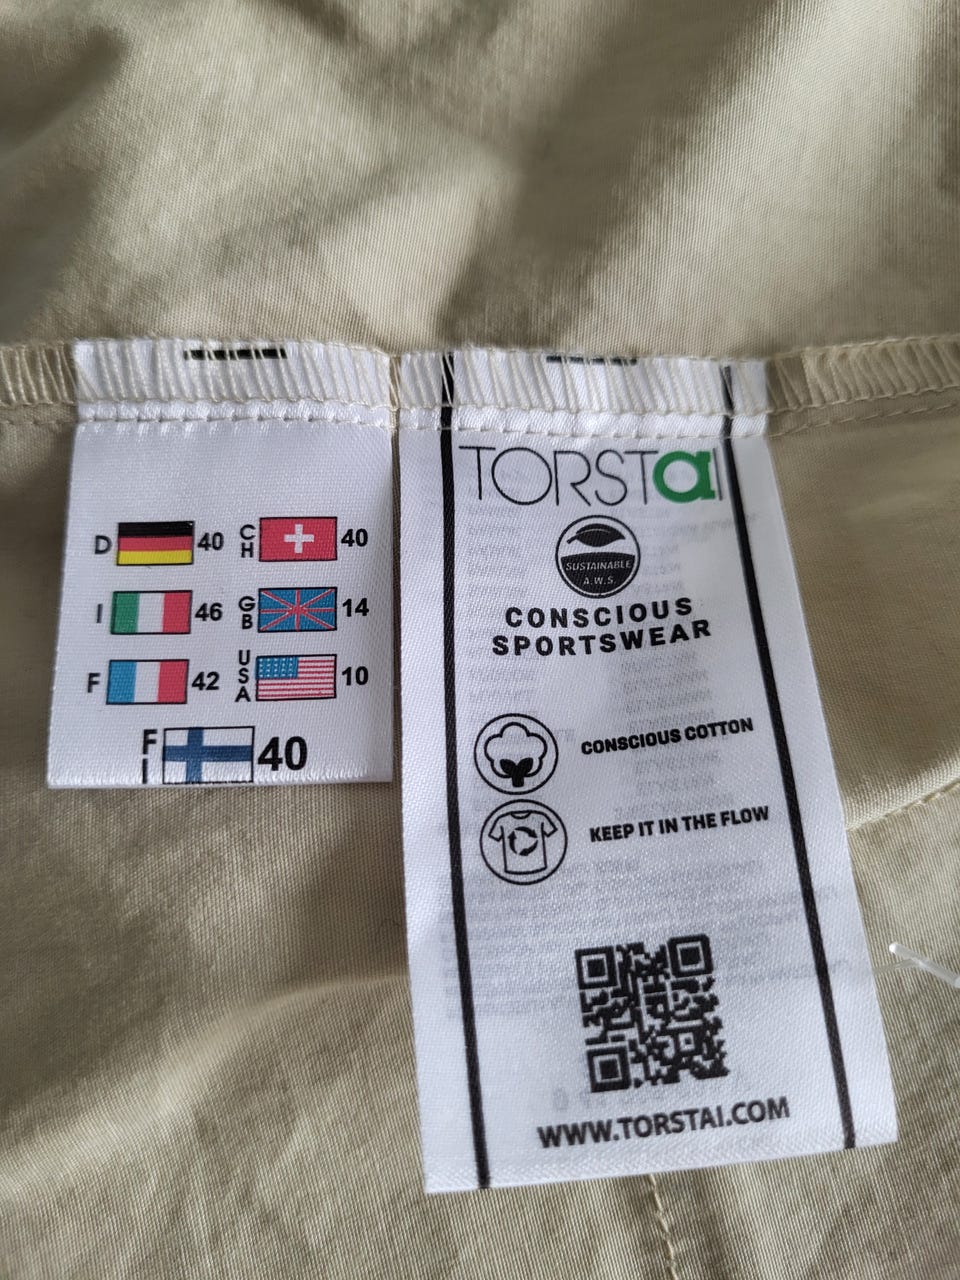 D 40 CH 40
I 46 GB 14
F 42 USA 10
FI 40
TORSTAI
SUSTAINABLE
A.W.S.
CONSCIOUS
SPORTSWEAR
CONSCIOUS COTTON
KEEP IT IN THE FLOW
WWW.TORSTAI.COM